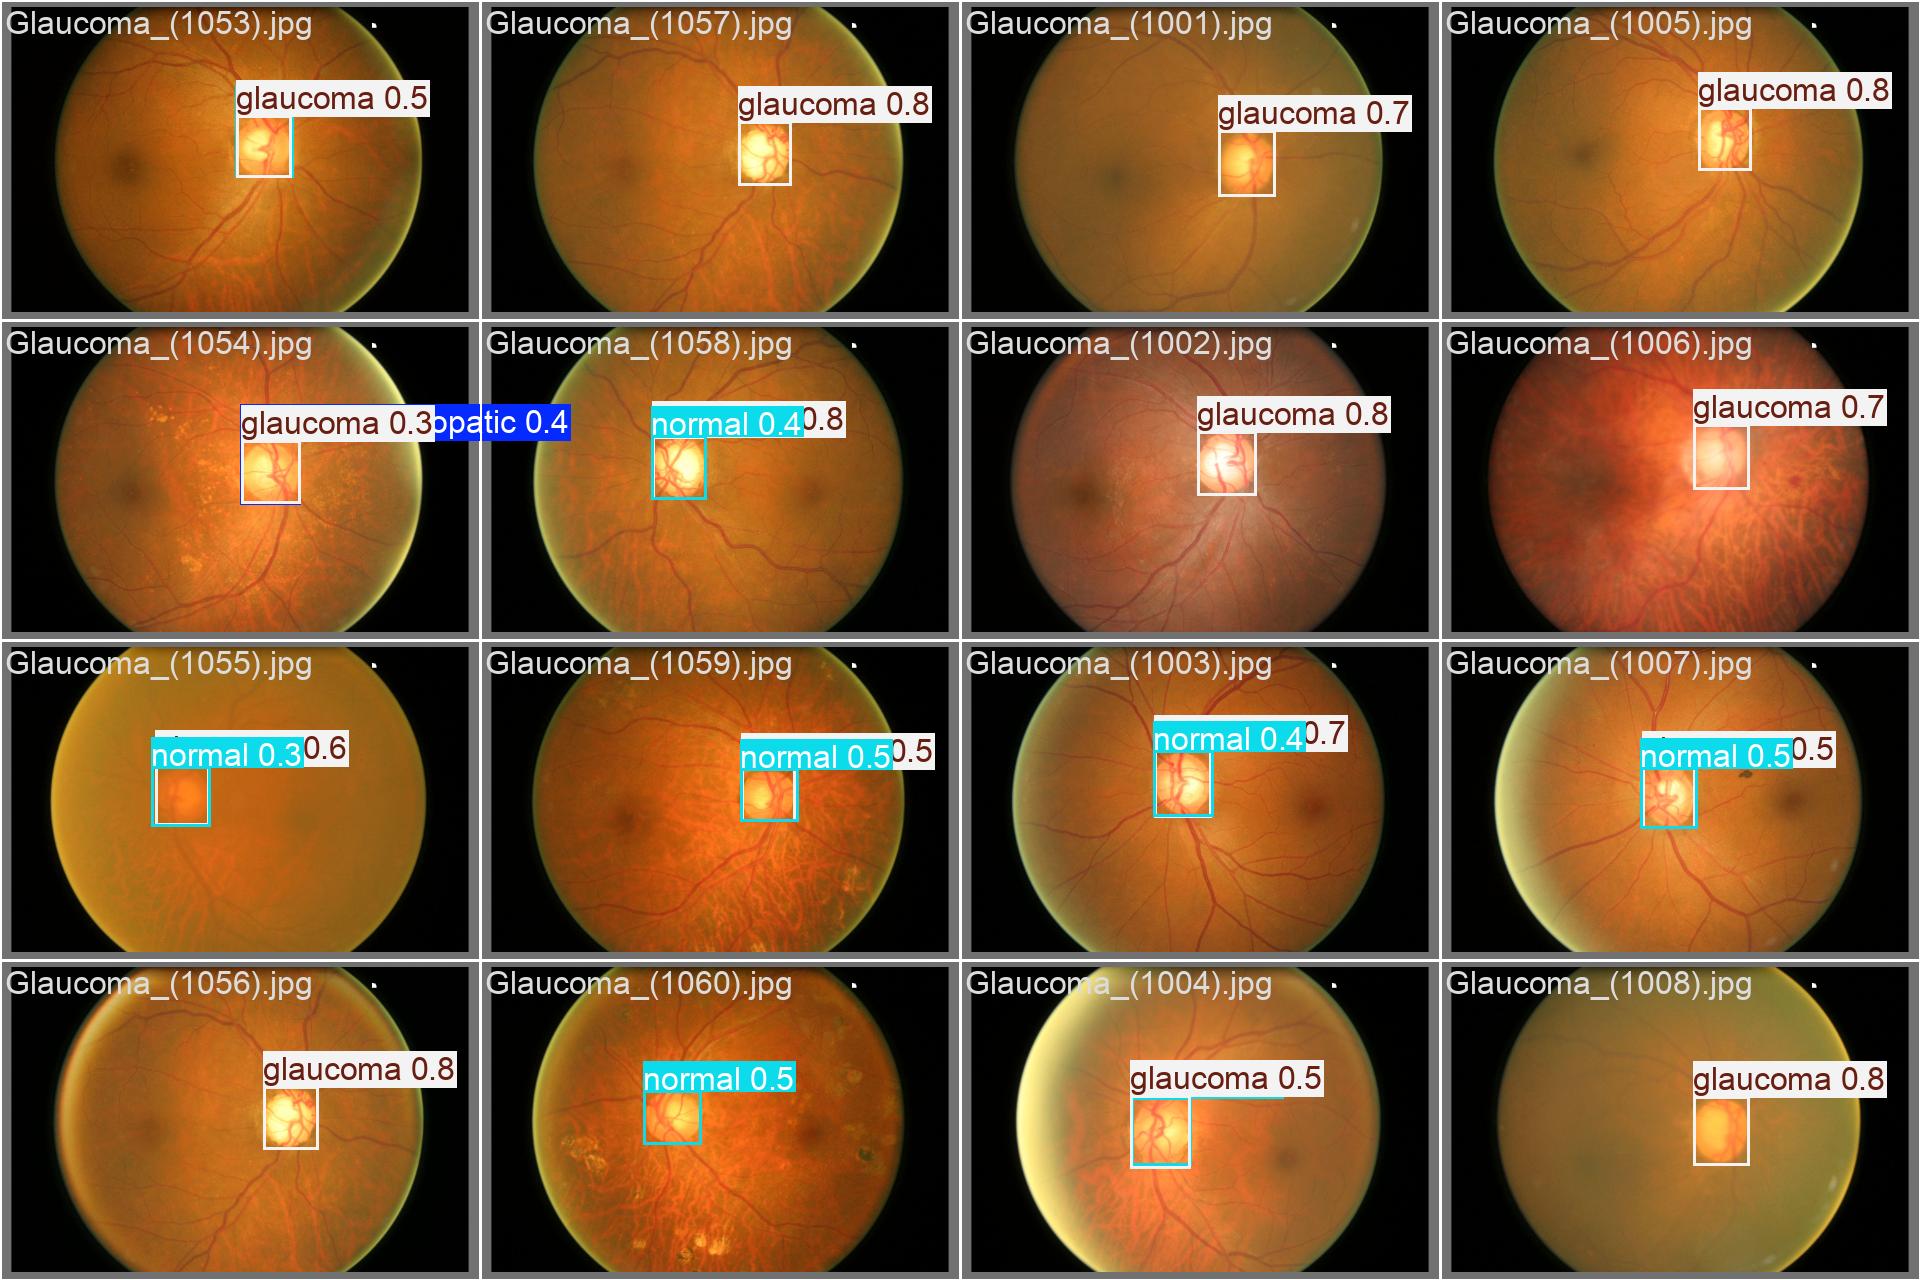 Glaucoma_(1053).jpg
glaucoma 0.5
Glaucoma_(1057).jpg
glaucoma 0.8
Glaucoma_(1001).jpg
glaucoma 0.7
Glaucoma_(1005).jpg
glaucoma 0.8
Glaucoma_(1054).jpg
glaucoma 0.3
opatic 0.4
Glaucoma_(1058).jpg
normal 0.4
0.8
Glaucoma_(1002).jpg
glaucoma 0.8
Glaucoma_(1006).jpg
glaucoma 0.7
Glaucoma_(1055).jpg
normal 0.3
0.6
Glaucoma_(1059).jpg
normal 0.5
0.5
Glaucoma_(1003).jpg
normal 0.4
0.7
Glaucoma_(1007).jpg
normal 0.5
0.5
Glaucoma_(1056).jpg
glaucoma 0.8
Glaucoma_(1060).jpg
normal 0.5
Glaucoma_(1004).jpg
glaucoma 0.5
Glaucoma_(1008).jpg
glaucoma 0.8